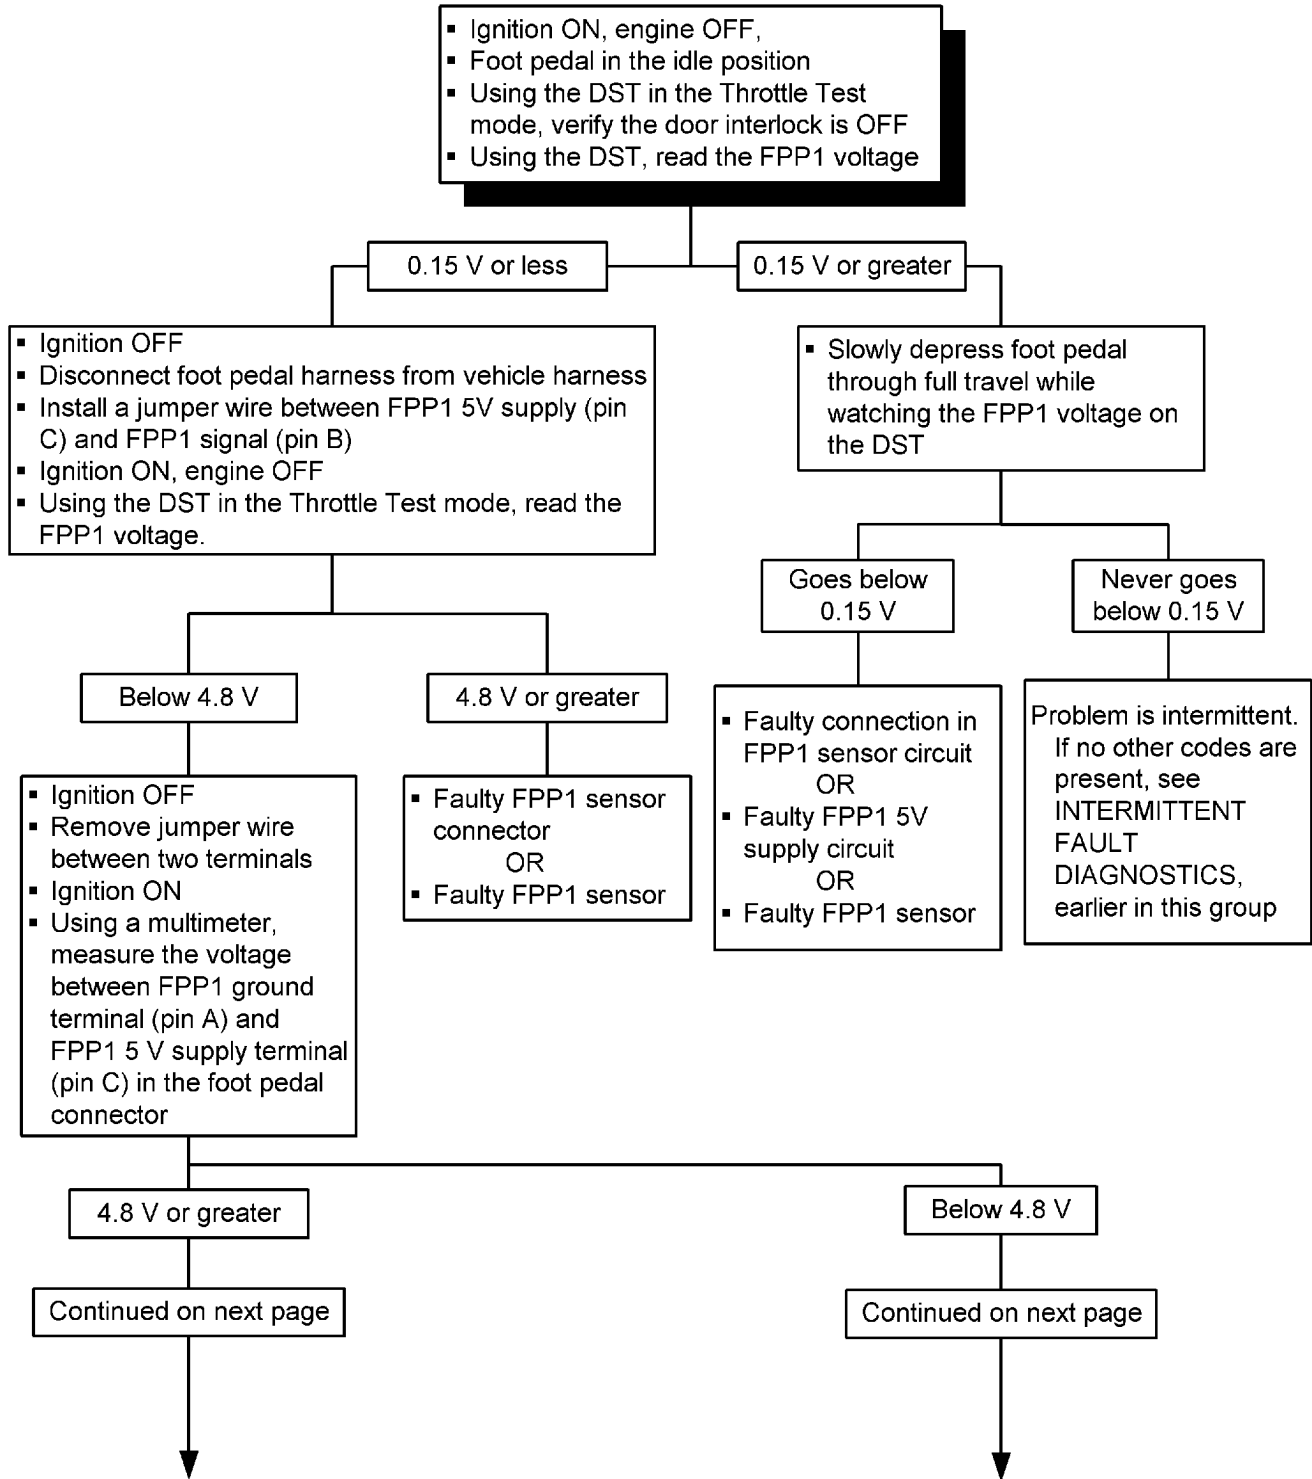 ▪ Ignition ON, engine OFF,
▪ Foot pedal in the idle position
▪ Using the DST in the Throttle Test
mode, verify the door interlock is OFF
▪ Using the DST, read the FPP1 voltage
0.15 V or less
0.15 V or greater
▪ Ignition OFF
▪ Disconnect foot pedal harness from vehicle harness
▪ Install a jumper wire between FPP1 5V supply (pin
C) and FPP1 signal (pin B)
▪ Ignition ON, engine OFF
▪ Using the DST in the Throttle Test mode, read the
FPP1 voltage.
▪ Slowly depress foot pedal
through full travel while
watching the FPP1 voltage on
the DST
Goes below
0.15 V
Never goes
below 0.15 V
Below 4.8 V
4.8 V or greater
▪ Faulty connection in
FPP1 sensor circuit
OR
▪ Faulty FPP1 5V
supply circuit
OR
▪ Faulty FPP1 sensor
Problem is intermittent.
If no other codes are
present, see
INTERMITTENT
FAULT
DIAGNOSTICS,
earlier in this group
▪ Ignition OFF
▪ Remove jumper wire
between two terminals
▪ Ignition ON
▪ Using a multimeter,
measure the voltage
between FPP1 ground
terminal (pin A) and
FPP1 5 V supply terminal
(pin C) in the foot pedal
connector
▪ Faulty FPP1 sensor
connector
OR
▪ Faulty FPP1 sensor
4.8 V or greater
Below 4.8 V
Continued on next page
Continued on next page